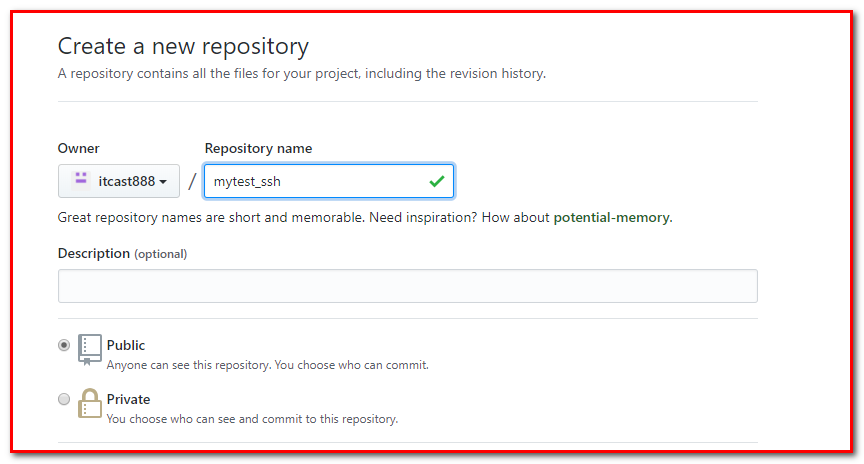 Create a new repository
A repository contains all the files for your project, including the revision history.
Owner
Repository name
itcast888
/
mytest_ssh
Great repository names are short and memorable. Need inspiration? How about potential-memory.
Description (optional)
Public
Anyone can see this repository. You choose who can commit.
Private
You choose who can see and commit to this repository.